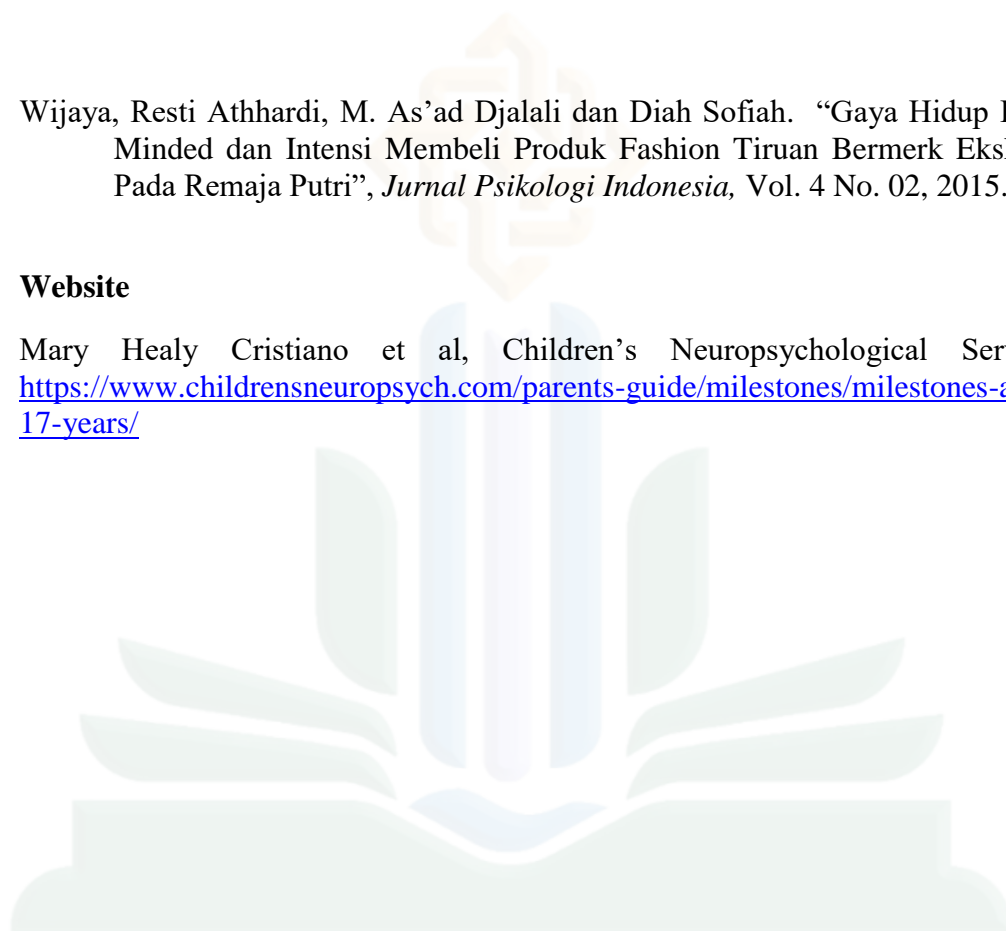 Wijaya, Resti Athhardi, M. As’ad Djalali dan Diah Sofiah. “Gaya Hidup
Minded dan Intensi Membeli Produk Fashion Tiruan Bermerk
Pada Remaja Putri”, Jurnal Psikologi Indonesia, Vol. 4 No. 02, 2015.
Website
Mary Healy Cristiano et al, Children’s Neuropsychological
https://www.childrensneuropsych.com/parents-guide/milestones/milestones-
17-years/